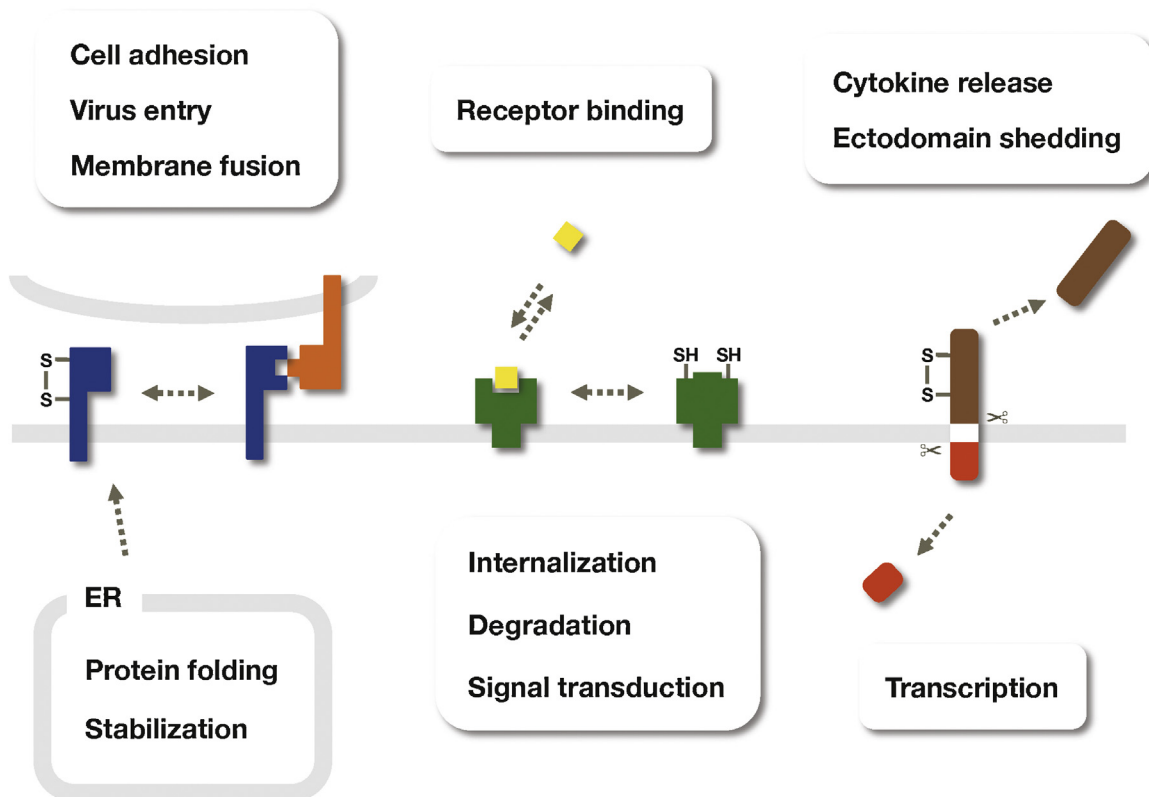 Cell adhesion
Virus entry
Membrane fusion
Receptor binding
Cytokine release
Ectodomain shedding
S
S
SH
SH
S
S
ER
Protein folding
Stabilization
Internalization
Degradation
Signal transduction
Transcription